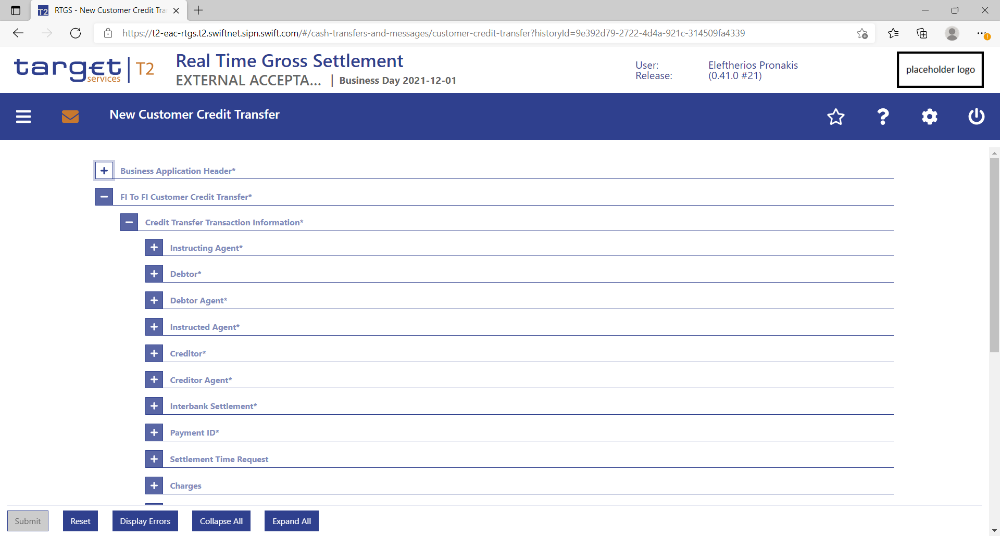 T2 RTGS - New Customer Credit Tra
https://t2-eac-rtgs.t2.swiftnet.sipn.swift.com/#/cash-transfers-and-messages/customer-credit-transfer?historyId=9e392d79-2722-4d4a-921c-314509fa4339
target services | T2
Real Time Gross Settlement
EXTERNAL ACCEPTA... | Business Day 2021-12-01
User: Eleftherios Pronakis
Release: (0.41.0 #21)
placeholder logo
New Customer Credit Transfer
Business Application Header*
FI To FI Customer Credit Transfer*
Credit Transfer Transaction Information*
Instructing Agent*
Debtor*
Debtor Agent*
Instructed Agent*
Creditor*
Creditor Agent*
Interbank Settlement*
Payment ID*
Settlement Time Request
Charges
Submit Reset Display Errors Collapse All Expand All